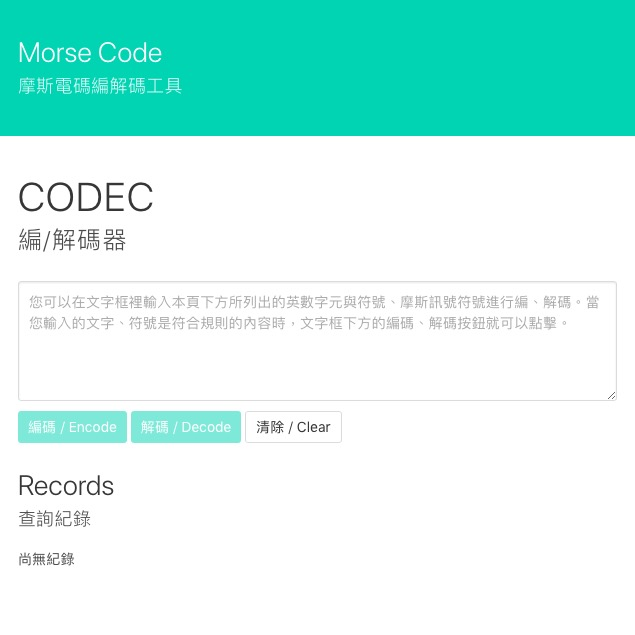 Morse Code
摩斯電碼編解碼工具
CODEC
編/解碼器
您可以在文字框裡輸入本頁下方所列出的英數字元與符號、摩斯訊號符號進行編、解碼。當
您輸入的文字、符號是符合規則的內容時，文字框下方的編碼、解碼按鈕就可以點擊。
編碼 / Encode 解碼 / Decode 清除 / Clear
Records
查詢紀錄
尚無紀錄